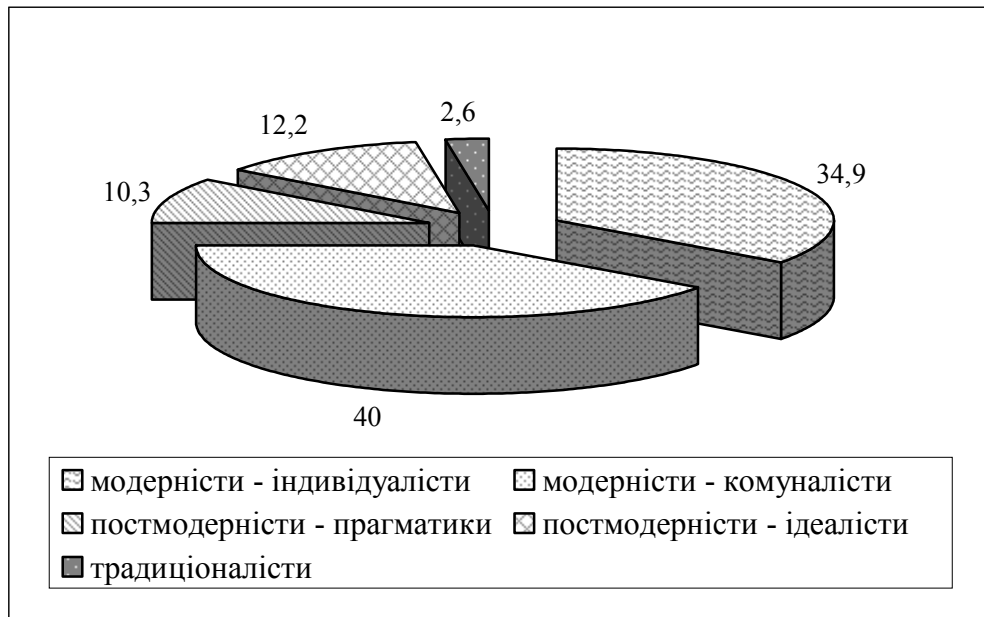 2,6
12,2
34,9
10,3
40
модерністи - індивідуалісти
модерністи - комуналісти
постмодерністи - прагматики
постмодерністи - ідеалісти
традиціоналісти